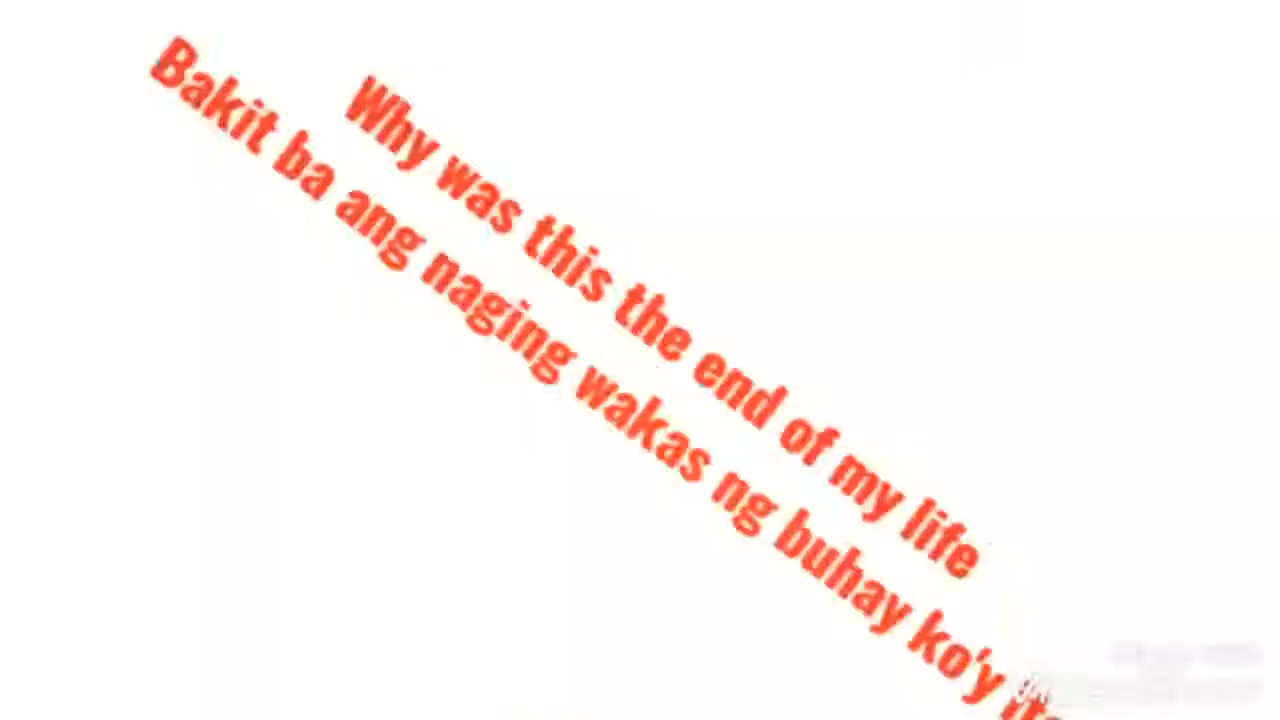 Why was this the end of my life
Bakit ba ang naging wakas ng buhay ko'y